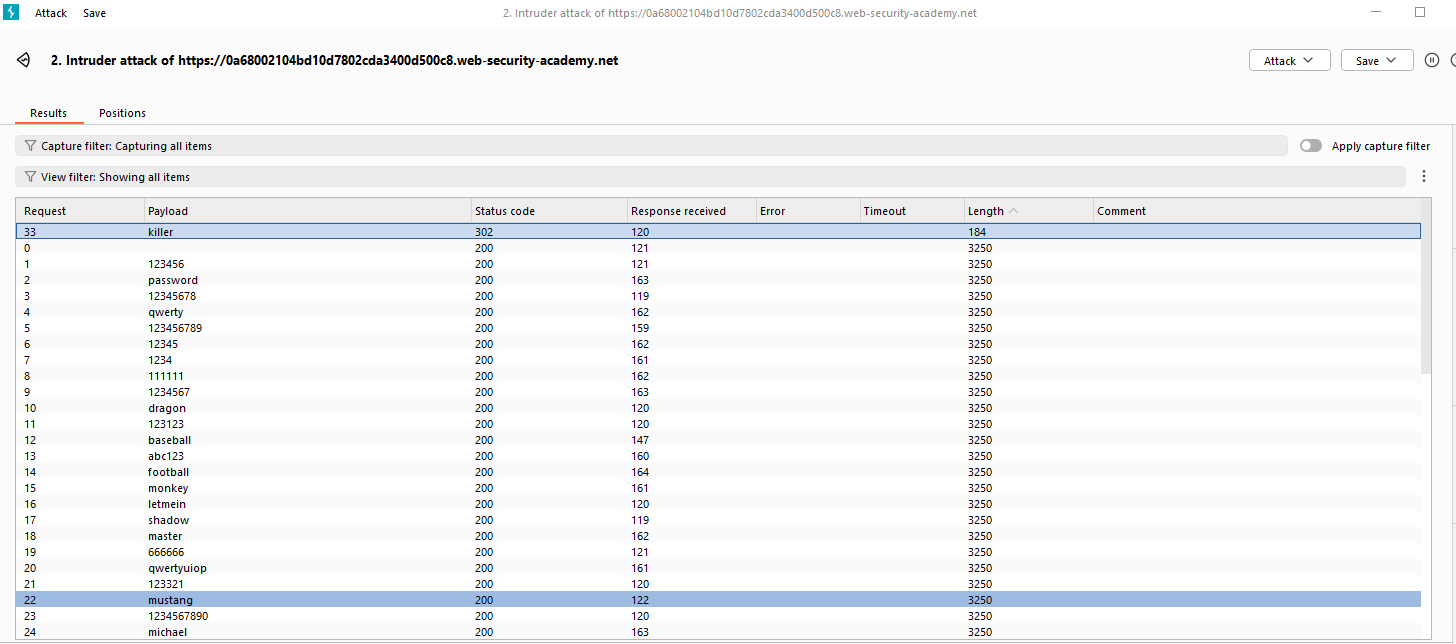 Attack Save 2. Intruder attack of https://0a68002104bd10d7802cda3400d500c8.web-security-academy.net
2. Intruder attack of https://0a68002104bd10d7802cda3400d500c8.web-security-academy.net Attack Save
Results Positions
Capture filter: Capturing all items Apply capture filter
View filter: Showing all items
Request Payload Status code Response received Error Timeout Length Comment
33 killer 302 120 184
0 200 121 3250
1 123456 200 121 3250
2 password 200 163 3250
3 12345678 200 119 3250
4 qwerty 200 162 3250
5 123456789 200 159 3250
6 12345 200 162 3250
7 1234 200 161 3250
8 111111 200 162 3250
9 1234567 200 163 3250
10 dragon 200 120 3250
11 123123 200 120 3250
12 baseball 200 147 3250
13 abc123 200 160 3250
14 football 200 164 3250
15 monkey 200 161 3250
16 letmein 200 120 3250
17 shadow 200 119 3250
18 master 200 162 3250
19 666666 200 121 3250
20 qwertyuiop 200 161 3250
21 123321 200 120 3250
22 mustang 200 122 3250
23 1234567890 200 120 3250
24 michael 200 163 3250